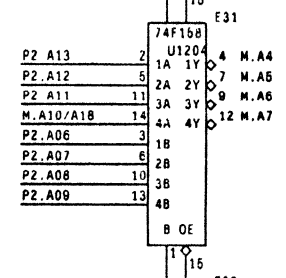 15
E31
74F158
U1204
P2 A13 2 1A 1Y 4 M.A4
P2.A12 5 2A 2Y 7 M.A5
P2 A11 11 3A 3Y 9 M.A6
M.A10/A18 14 4A 4Y 12 M.A7
P2.A06 3 1B
P2.A07 6 2B
P2.A08 10 3B
P2.A09 13 4B
B OE
1 15